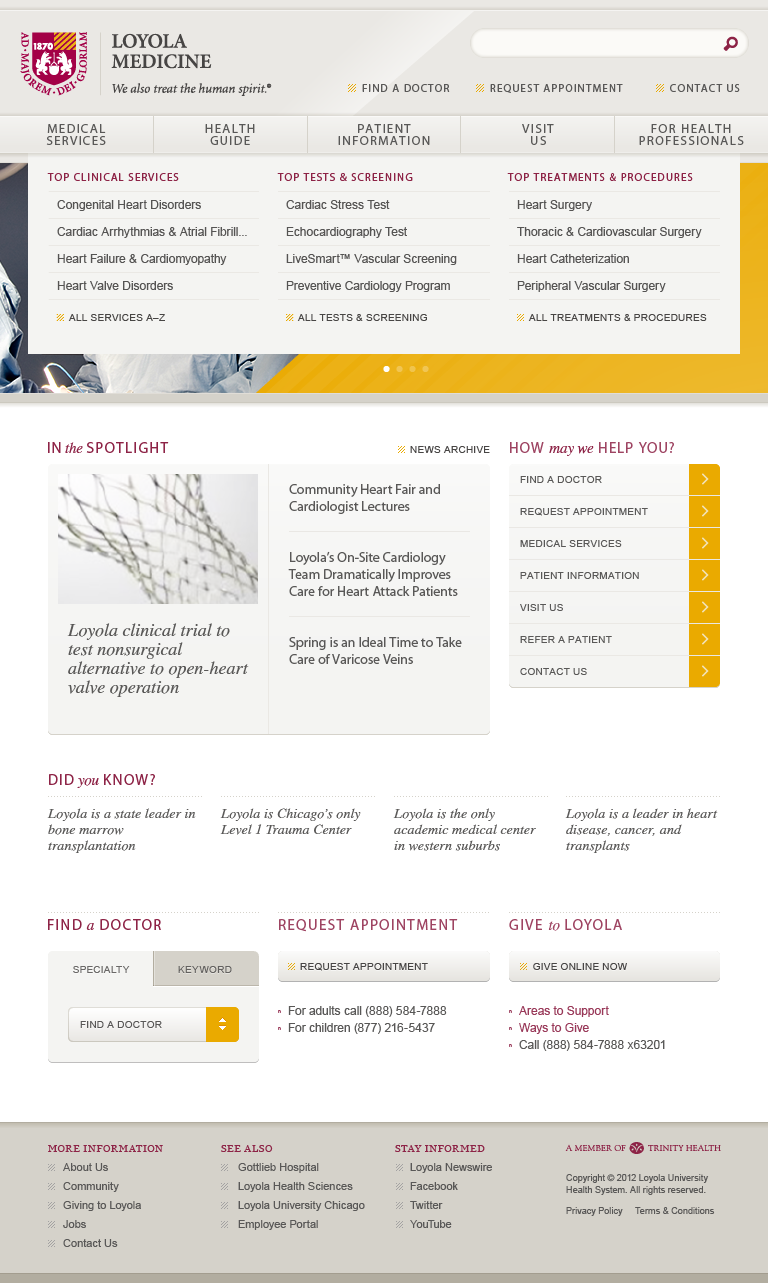 AD·MAJOREM·DEI·GLORIAM
1870
LOYOLA
MEDICINE
We also treat the human spirit.®
FIND A DOCTOR
REQUEST APPOINTMENT
CONTACT US
MEDICAL
SERVICES
HEALTH
GUIDE
PATIENT
INFORMATION
VISIT
US
FOR HEALTH
PROFESSIONALS
TOP CLINICAL SERVICES
Congenital Heart Disorders
Cardiac Arrhythmias & Atrial Fibrill...
Heart Failure & Cardiomyopathy
Heart Valve Disorders
ALL SERVICES A–Z
TOP TESTS & SCREENING
Cardiac Stress Test
Echocardiography Test
LiveSmart™ Vascular Screening
Preventive Cardiology Program
ALL TESTS & SCREENING
TOP TREATMENTS & PROCEDURES
Heart Surgery
Thoracic & Cardiovascular Surgery
Heart Catheterization
Peripheral Vascular Surgery
ALL TREATMENTS & PROCEDURES
IN the SPOTLIGHT
NEWS ARCHIVE
Loyola clinical trial to
test nonsurgical
alternative to open-heart
valve operation
Community Heart Fair and
Cardiologist Lectures
Loyola's On-Site Cardiology
Team Dramatically Improves
Care for Heart Attack Patients
Spring is an Ideal Time to Take
Care of Varicose Veins
HOW may we HELP YOU?
FIND A DOCTOR
REQUEST APPOINTMENT
MEDICAL SERVICES
PATIENT INFORMATION
VISIT US
REFER A PATIENT
CONTACT US
DID you KNOW?
Loyola is a state leader in
bone marrow
transplantation
Loyola is Chicago's only
Level 1 Trauma Center
Loyola is the only
academic medical center
in western suburbs
Loyola is a leader in heart
disease, cancer, and
transplants
FIND a DOCTOR
SPECIALTY
KEYWORD
FIND A DOCTOR
REQUEST APPOINTMENT
REQUEST APPOINTMENT
For adults call (888) 584-7888
For children (877) 216-5437
GIVE to LOYOLA
GIVE ONLINE NOW
Areas to Support
Ways to Give
Call (888) 584-7888 x63201
MORE INFORMATION
About Us
Community
Giving to Loyola
Jobs
Contact Us
SEE ALSO
Gottlieb Hospital
Loyola Health Sciences
Loyola University Chicago
Employee Portal
STAY INFORMED
Loyola Newswire
Facebook
Twitter
YouTube
A MEMBER OF TRINITY HEALTH
Copyright © 2012 Loyola University
Health System. All rights reserved.
Privacy Policy
Terms & Conditions